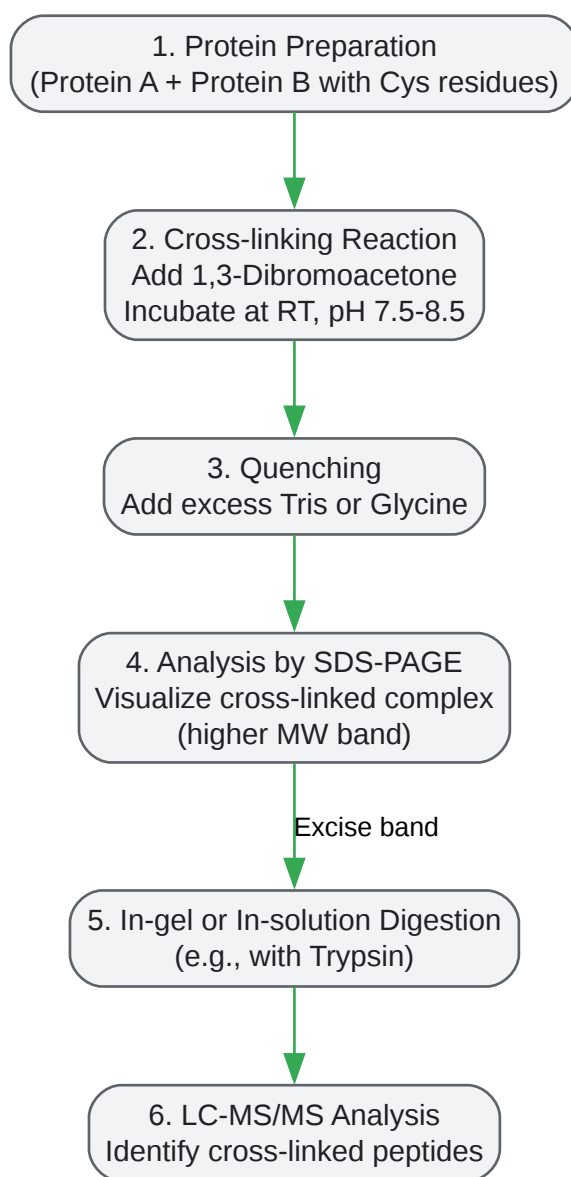 1. Protein Preparation
(Protein A + Protein B with Cys residues)
2. Cross-linking Reaction
Add 1,3-Dibromoacetone
Incubate at RT, pH 7.5-8.5
3. Quenching
Add excess Tris or Glycine
4. Analysis by SDS-PAGE
Visualize cross-linked complex
(higher MW band)
Excise band
5. In-gel or In-solution Digestion
(e.g., with Trypsin)
6. LC-MS/MS Analysis
Identify cross-linked peptides